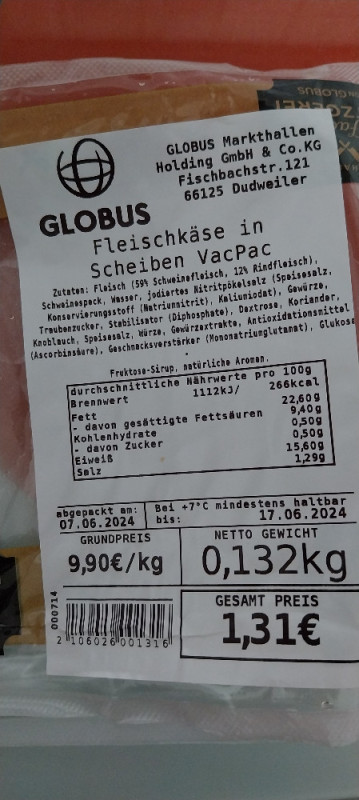 GLOBUS
GLOBUS Markthallen
Holding GmbH & Co.KG
Fischbachstr.121
66125 Dudweiler
Fleischkäse in
Scheiben VacPac
Zutaten: Fleisch (59% Schweinefleisch, 12% Rindfleisch),
Schweinespeck, Wasser, jodiertes Nitritpökelsalz (Speisesalz,
Konservierungsstoff (Natriumnitrit), Kaliumiodat), Gewürze,
Traubenzucker, Stabilisator (Diphosphate), Dextrose, Koriander,
Knoblauch, Speisesalz, Würze, Gewürzextrakte, Antioxidationsmittel
(Ascorbinsäure), Geschmacksverstärker (Mononatriumglutamat), Glukose
Fruktose-Sirup, natürliche Aromen.
durchschnittliche Nährwerte pro 100g
Brennwert 1112kJ/ 266kcal
Fett 22,60g
- davon gesättigte Fettsäuren 9,40g
Kohlenhydrate 0,50g
- davon Zucker 0,50g
Eiweiß 15,60g
Salz 1,29g
abgepackt am: 07.06.2024
Bei +7°C mindestens haltbar
bis: 17.06.2024
GRUNDPREIS
9,90€/kg
NETTO GEWICHT
0,132kg
000714
2 106026 001316
GESAMT PREIS
1,31€